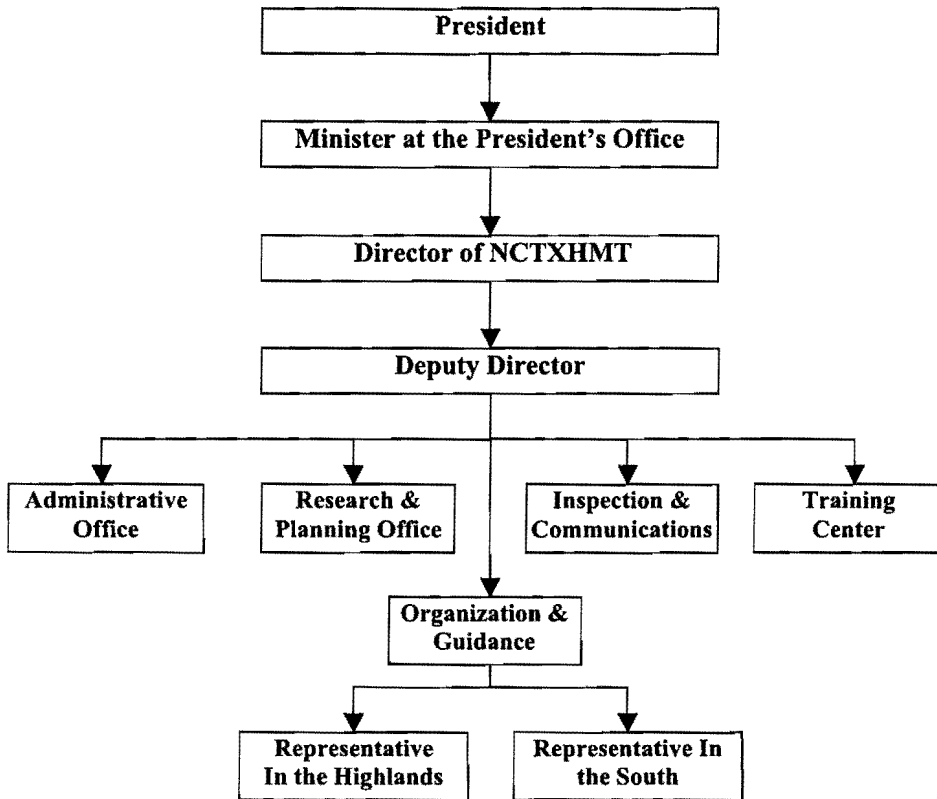 President
Minister at the President's Office
Director of NCTXHMT
Deputy Director
Administrative
Office
Research &
Planning Office
Inspection &
Communications
Training
Center
Organization &
Guidance
Representative
In the Highlands
Representative In
the South